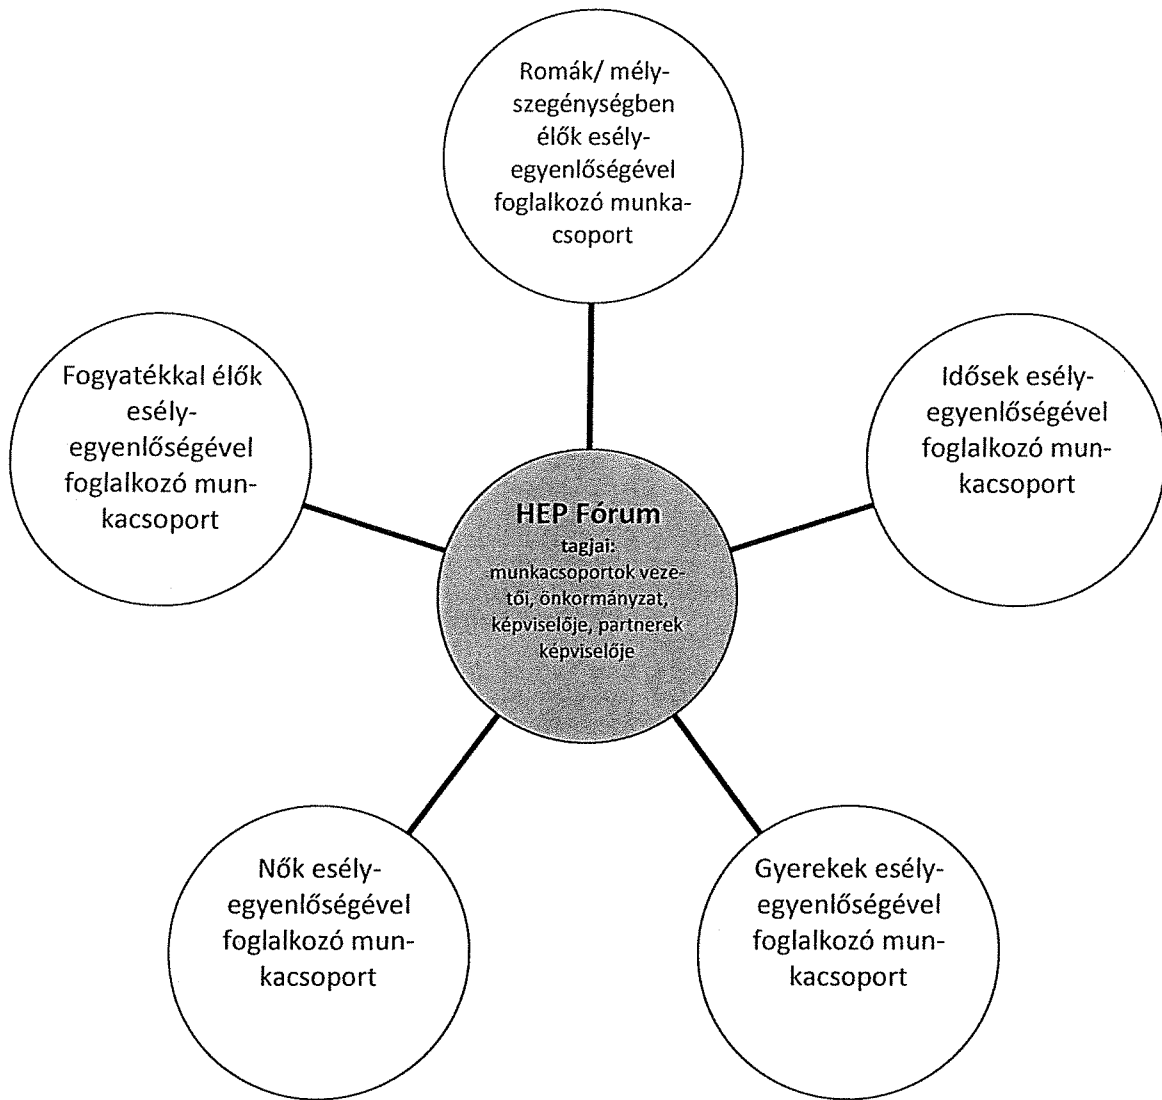 Romák/ mély-
szegénységben
élők esély-
egyenlőségével
foglalkozó munka-
csoport
Fogyatékkal élők
esély-
egyenlőségével
foglalkozó mun-
kacsoport
Idősek esély-
egyenlőségével
foglalkozó mun-
kacsoport
HEP Fórum
tagjai:
munkacsoportok veze-
tői, önkormányzat,
képviselője, partnerek
képviselője
Nők esély-
egyenlőségével
foglalkozó mun-
kacsoport
Gyerekek esély-
egyenlőségével
foglalkozó mun-
kacsoport